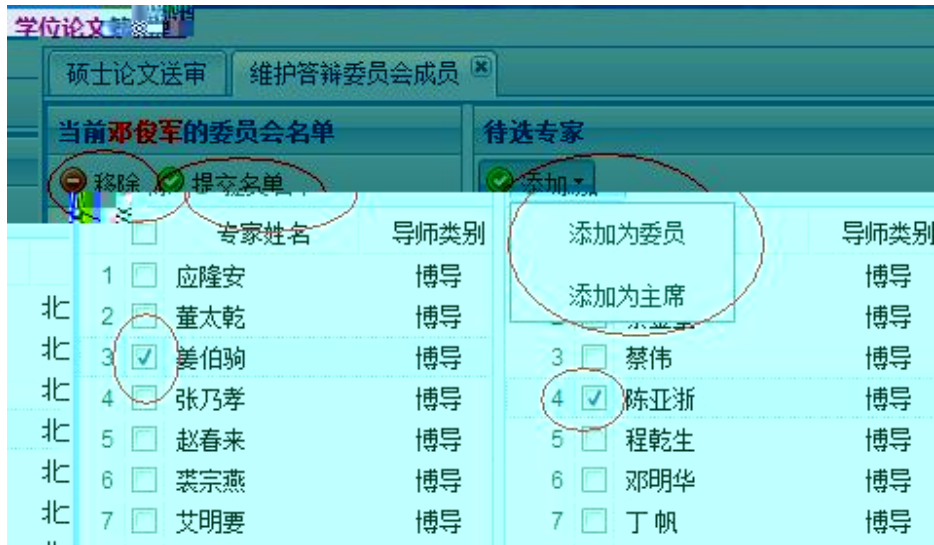 学位论文
硕士论文送审 维护答辩委员会成员
当前邓俊军的委员会名单 待选专家
移除 提交名单 添加
专家姓名 导师类别 添加为委员 导师类别
1 应隆安 博导 添加为主席 博导
北 2 董太乾 博导 博导
北 3 姜伯驹 博导 3 蔡伟 博导
北 4 张乃孝 博导 4 陈亚浙 博导
北 5 赵春来 博导 5 程乾生 博导
北 6 裘宗燕 博导 6 邓明华 博导
北 7 艾明要 博导 7 丁帆 博导